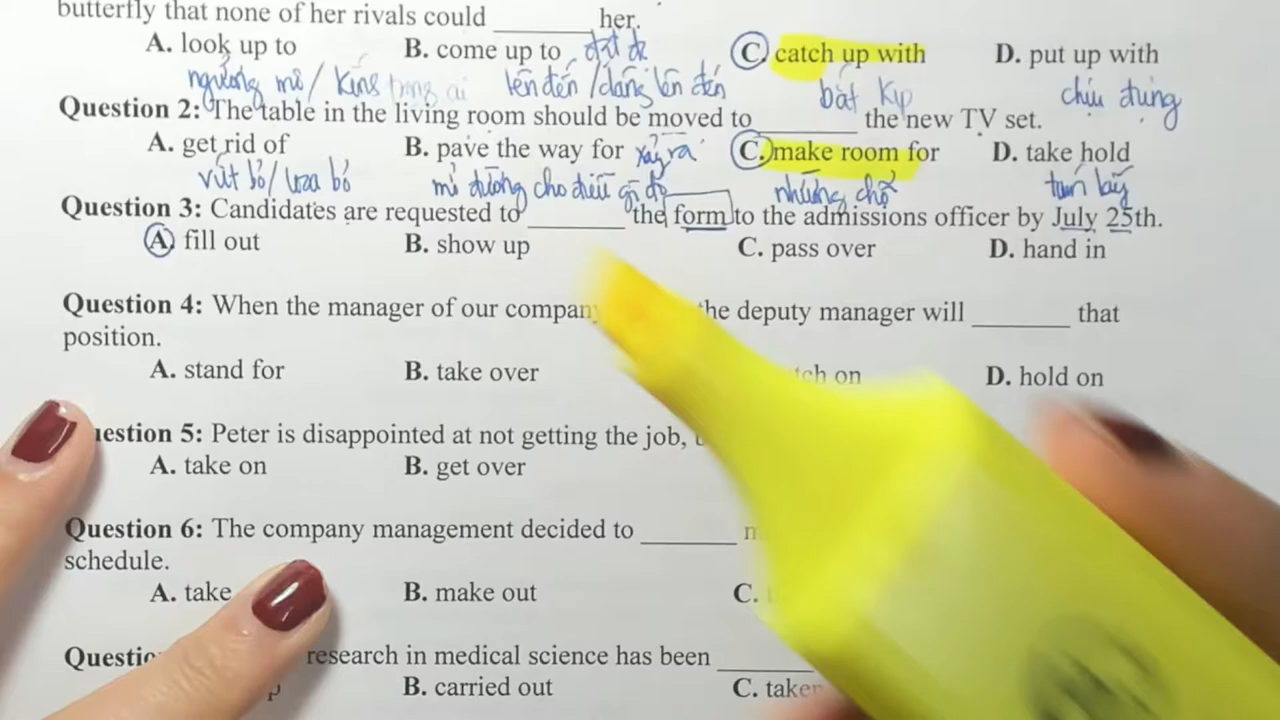 butterfly that none of her rivals could ______ her.
A. look up to B. come up to đạt đc C. catch up with D. put up with
ngưỡng mộ / kính trọng ai lên đến / dâng lên đến bắt kịp chịu đựng
Question 2: The table in the living room should be moved to ______ the new TV set.
A. get rid of B. pave the way for xảy ra C. make room for D. take hold
vứt bỏ / loại bỏ mở đường cho điều gì đó nhường chỗ
Question 3: Candidates are requested to ______ the form to the admissions officer by July 25th.
A. fill out B. show up C. pass over D. hand in
Question 4: When the manager of our company the deputy manager will ______ that
position.
A. stand for B. take over on D. hold on
Question 5: Peter is disappointed at not getting the job,
A. take on B. get over
Question 6: The company management decided to ______
schedule.
A. take B. make out C.
research in medical science has been ______
B. carried out C.